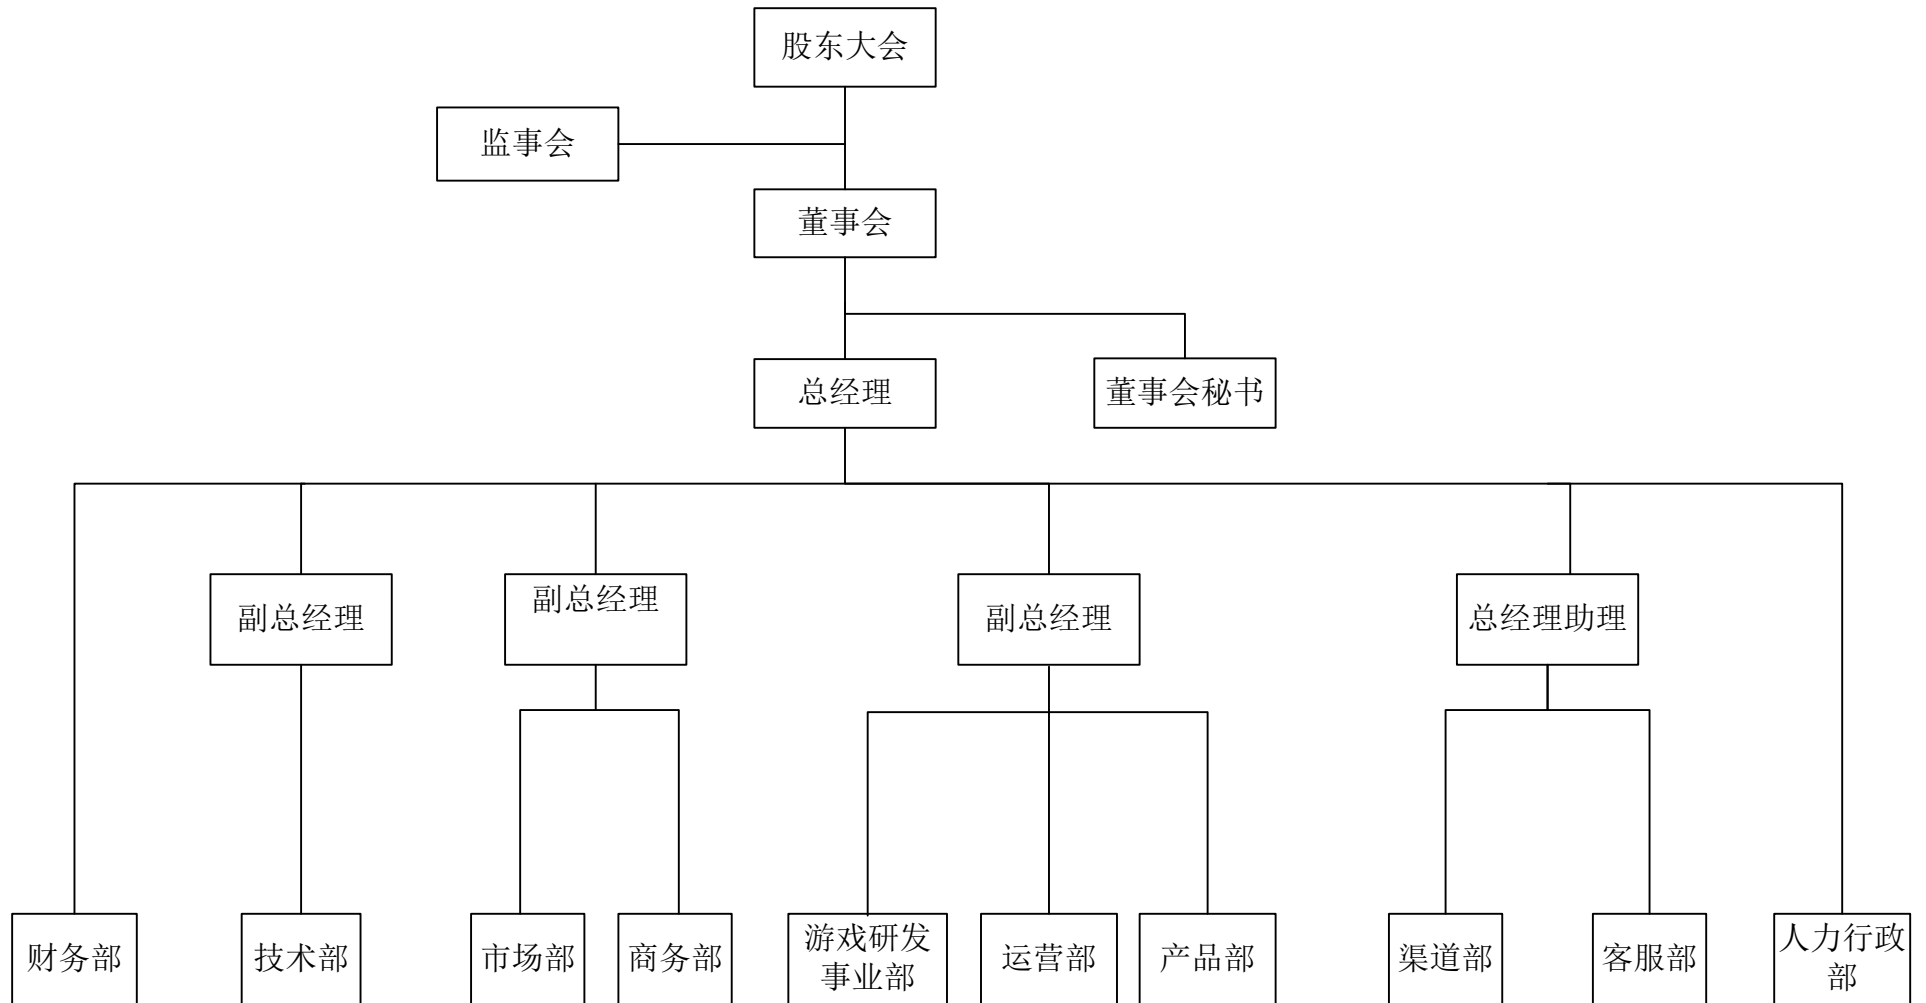 股东大会
监事会
董事会
总经理
董事会秘书
副总经理
副总经理
副总经理
总经理助理
财务部
技术部
市场部
商务部
游戏研发
事业部
运营部
产品部
渠道部
客服部
人力行政
部